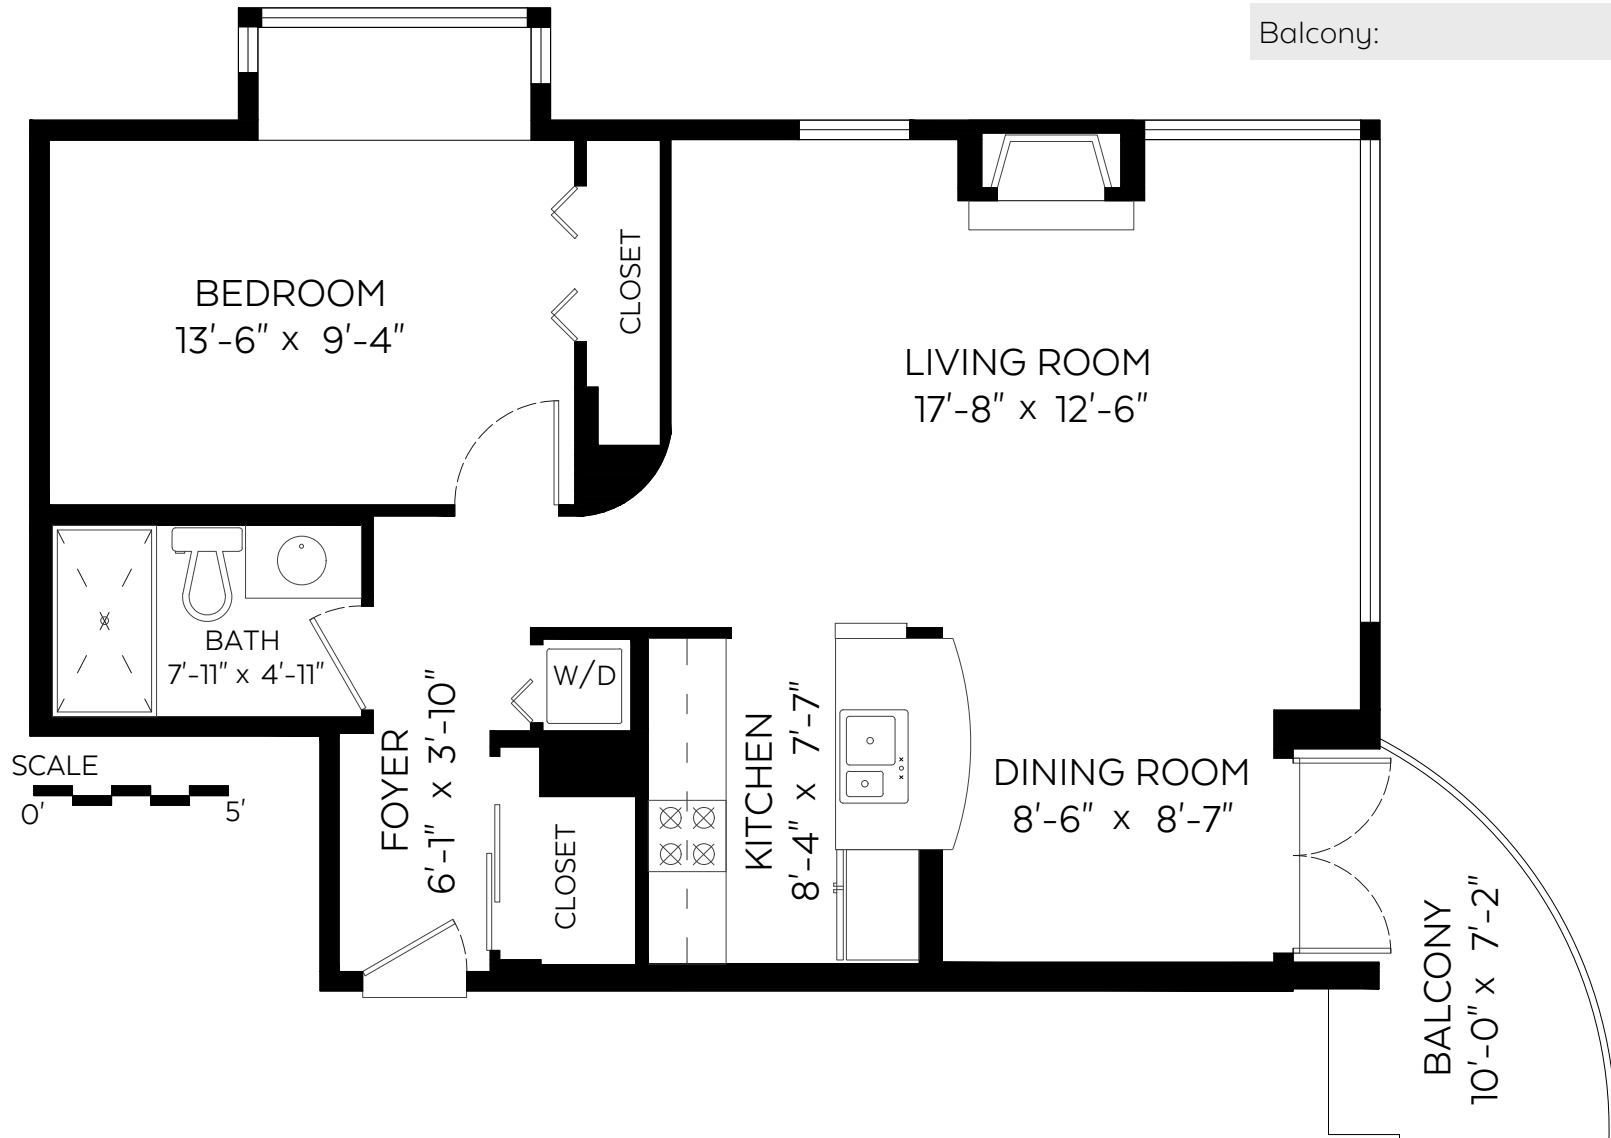 Balcony:
BEDROOM
13'-6" x 9'-4"
CLOSET
LIVING ROOM
17'-8" x 12'-6"
BATH
7'-11" x 4'-11"
W/D
FOYER
6'-1" x 3'-10"
CLOSET
KITCHEN
8'-4" x 7'-7"
DINING ROOM
8'-6" x 8'-7"
BALCONY
10'-0" x 7'-2"
SCALE
0' 5'